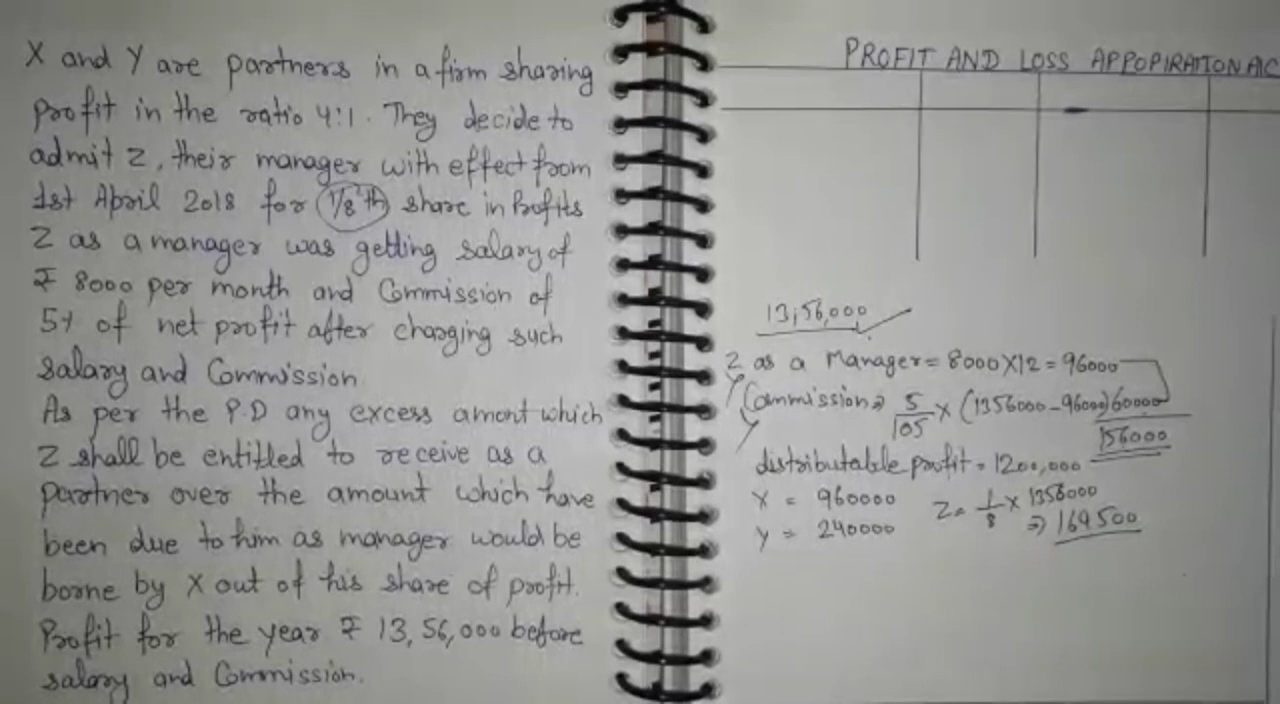 X and Y are partners in a firm sharing
profit in the ratio 4:1. They decide to
admit Z, their manager with effect from
1st April 2018 for 1/8th share in Profits
Z as a manager was getting salary of
₹ 8000 per month and Commission of
5% of net profit after charging such
salary and Commission
As per the P.D any excess amont which
Z shall be entitled to receive as a
partner over the amount which have
been due to him as manager would be
borne by X out of his share of profit.
Profit for the year ₹ 13,56,000 before
salary and Commission.
PROFIT AND LOSS APPOPIRATION A/C
13,56,000
Z as a Manager = 8000X12 = 96000
Commission ⇒ 5/105 X (1356000-96000) 60000
156000
distributable profit = 1200,000
X = 960000
Y = 240000
Z = 1/8 X 1356000
⇒ 169500